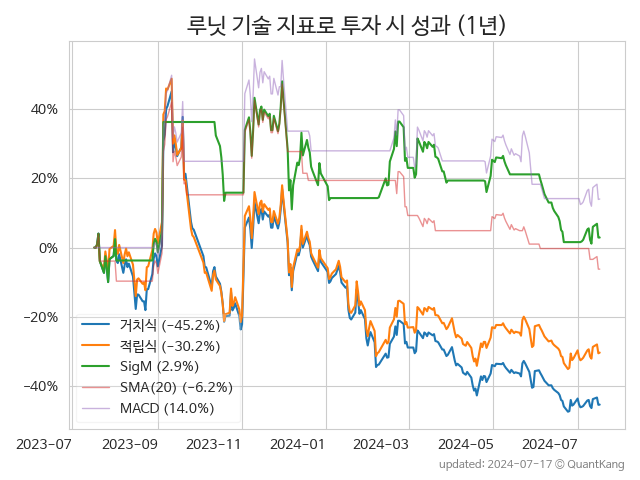 루닛 기술 지표로 투자 시 성과 (1년)
40%
20%
0%
−20%
−40%
거치식 (−45.2%)
적립식 (−30.2%)
SigM (2.9%)
SMA(20) (−6.2%)
MACD (14.0%)
2023-07
2023-09
2023-11
2024-01
2024-03
2024-05
2024-07
updated: 2024-07-17 © QuantKang